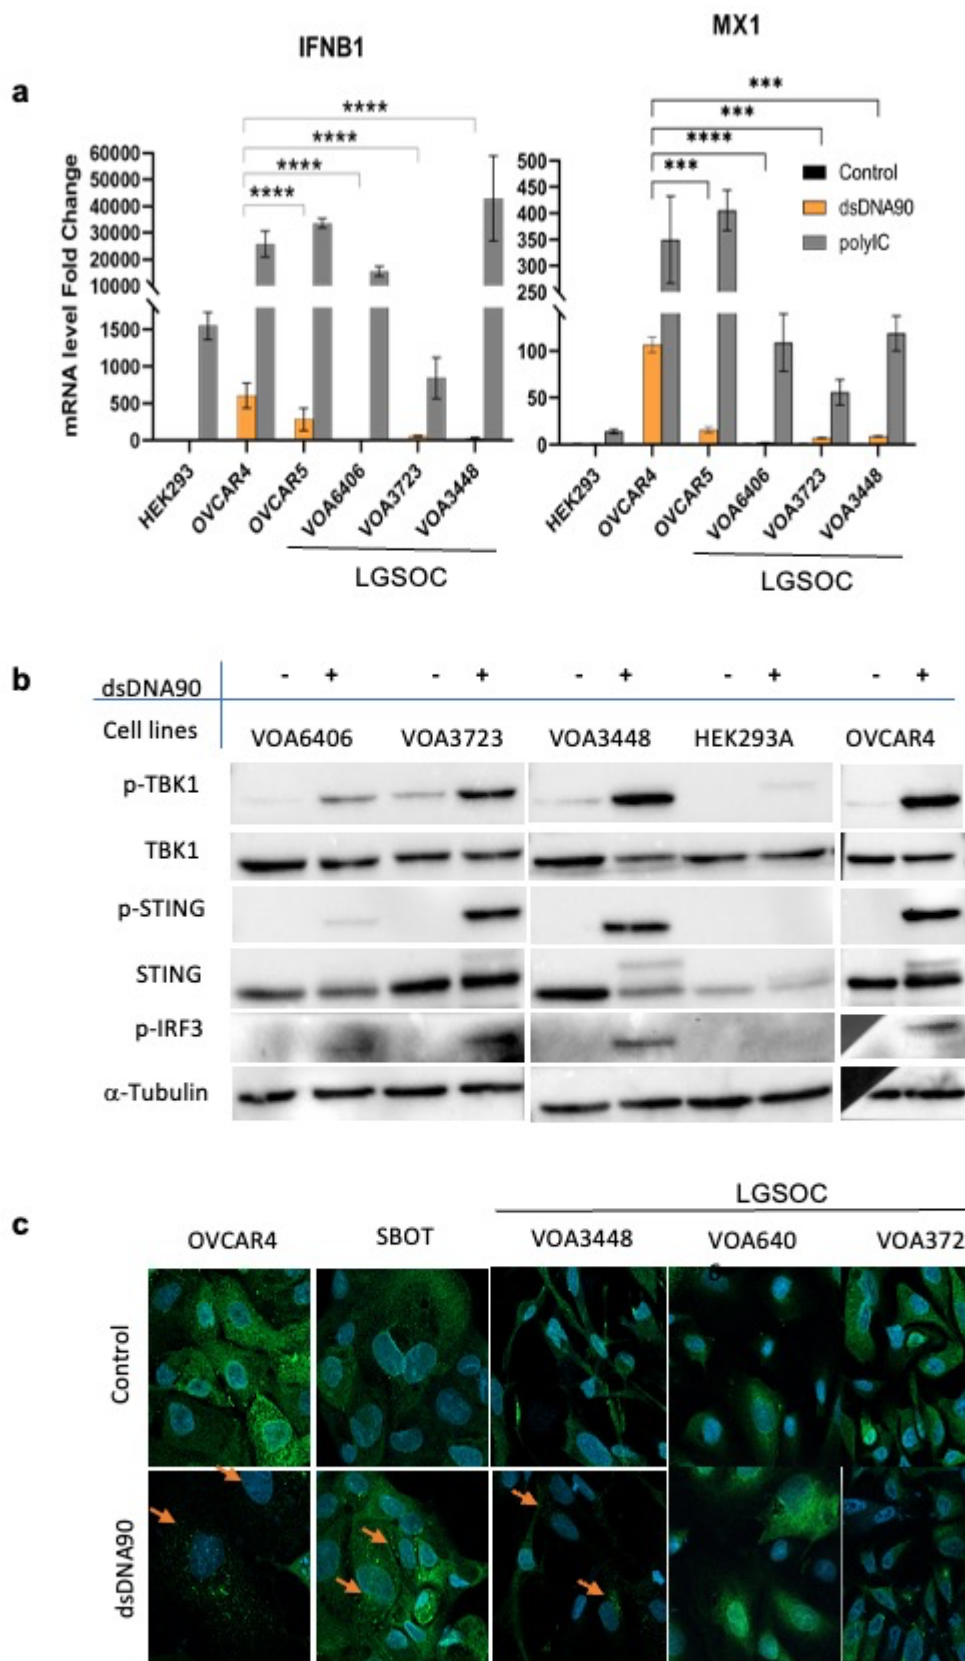 IFNB1
MX1
a
****
****
****
****
***
***
****
***
mRNA level Fold Change
60000
50000
40000
30000
20000
10000
1500
1000
500
0
500
450
400
350
300
250
100
50
0
Control
dsDNA90
polyIC
HEK293
OVCAR4
OVCAR5
VOA6406
VOA3723
VOA3448
LGSOC
HEK293
OVCAR4
OVCAR5
VOA6406
VOA3723
VOA3448
LGSOC
b
dsDNA90 - + - + - + - + - +
Cell lines VOA6406 VOA3723 VOA3448 HEK293A OVCAR4
p-TBK1
TBK1
p-STING
STING
p-IRF3
α-Tubulin
c
LGSOC
OVCAR4 SBOT VOA3448 VOA640 VOA372
Control
dsDNA90